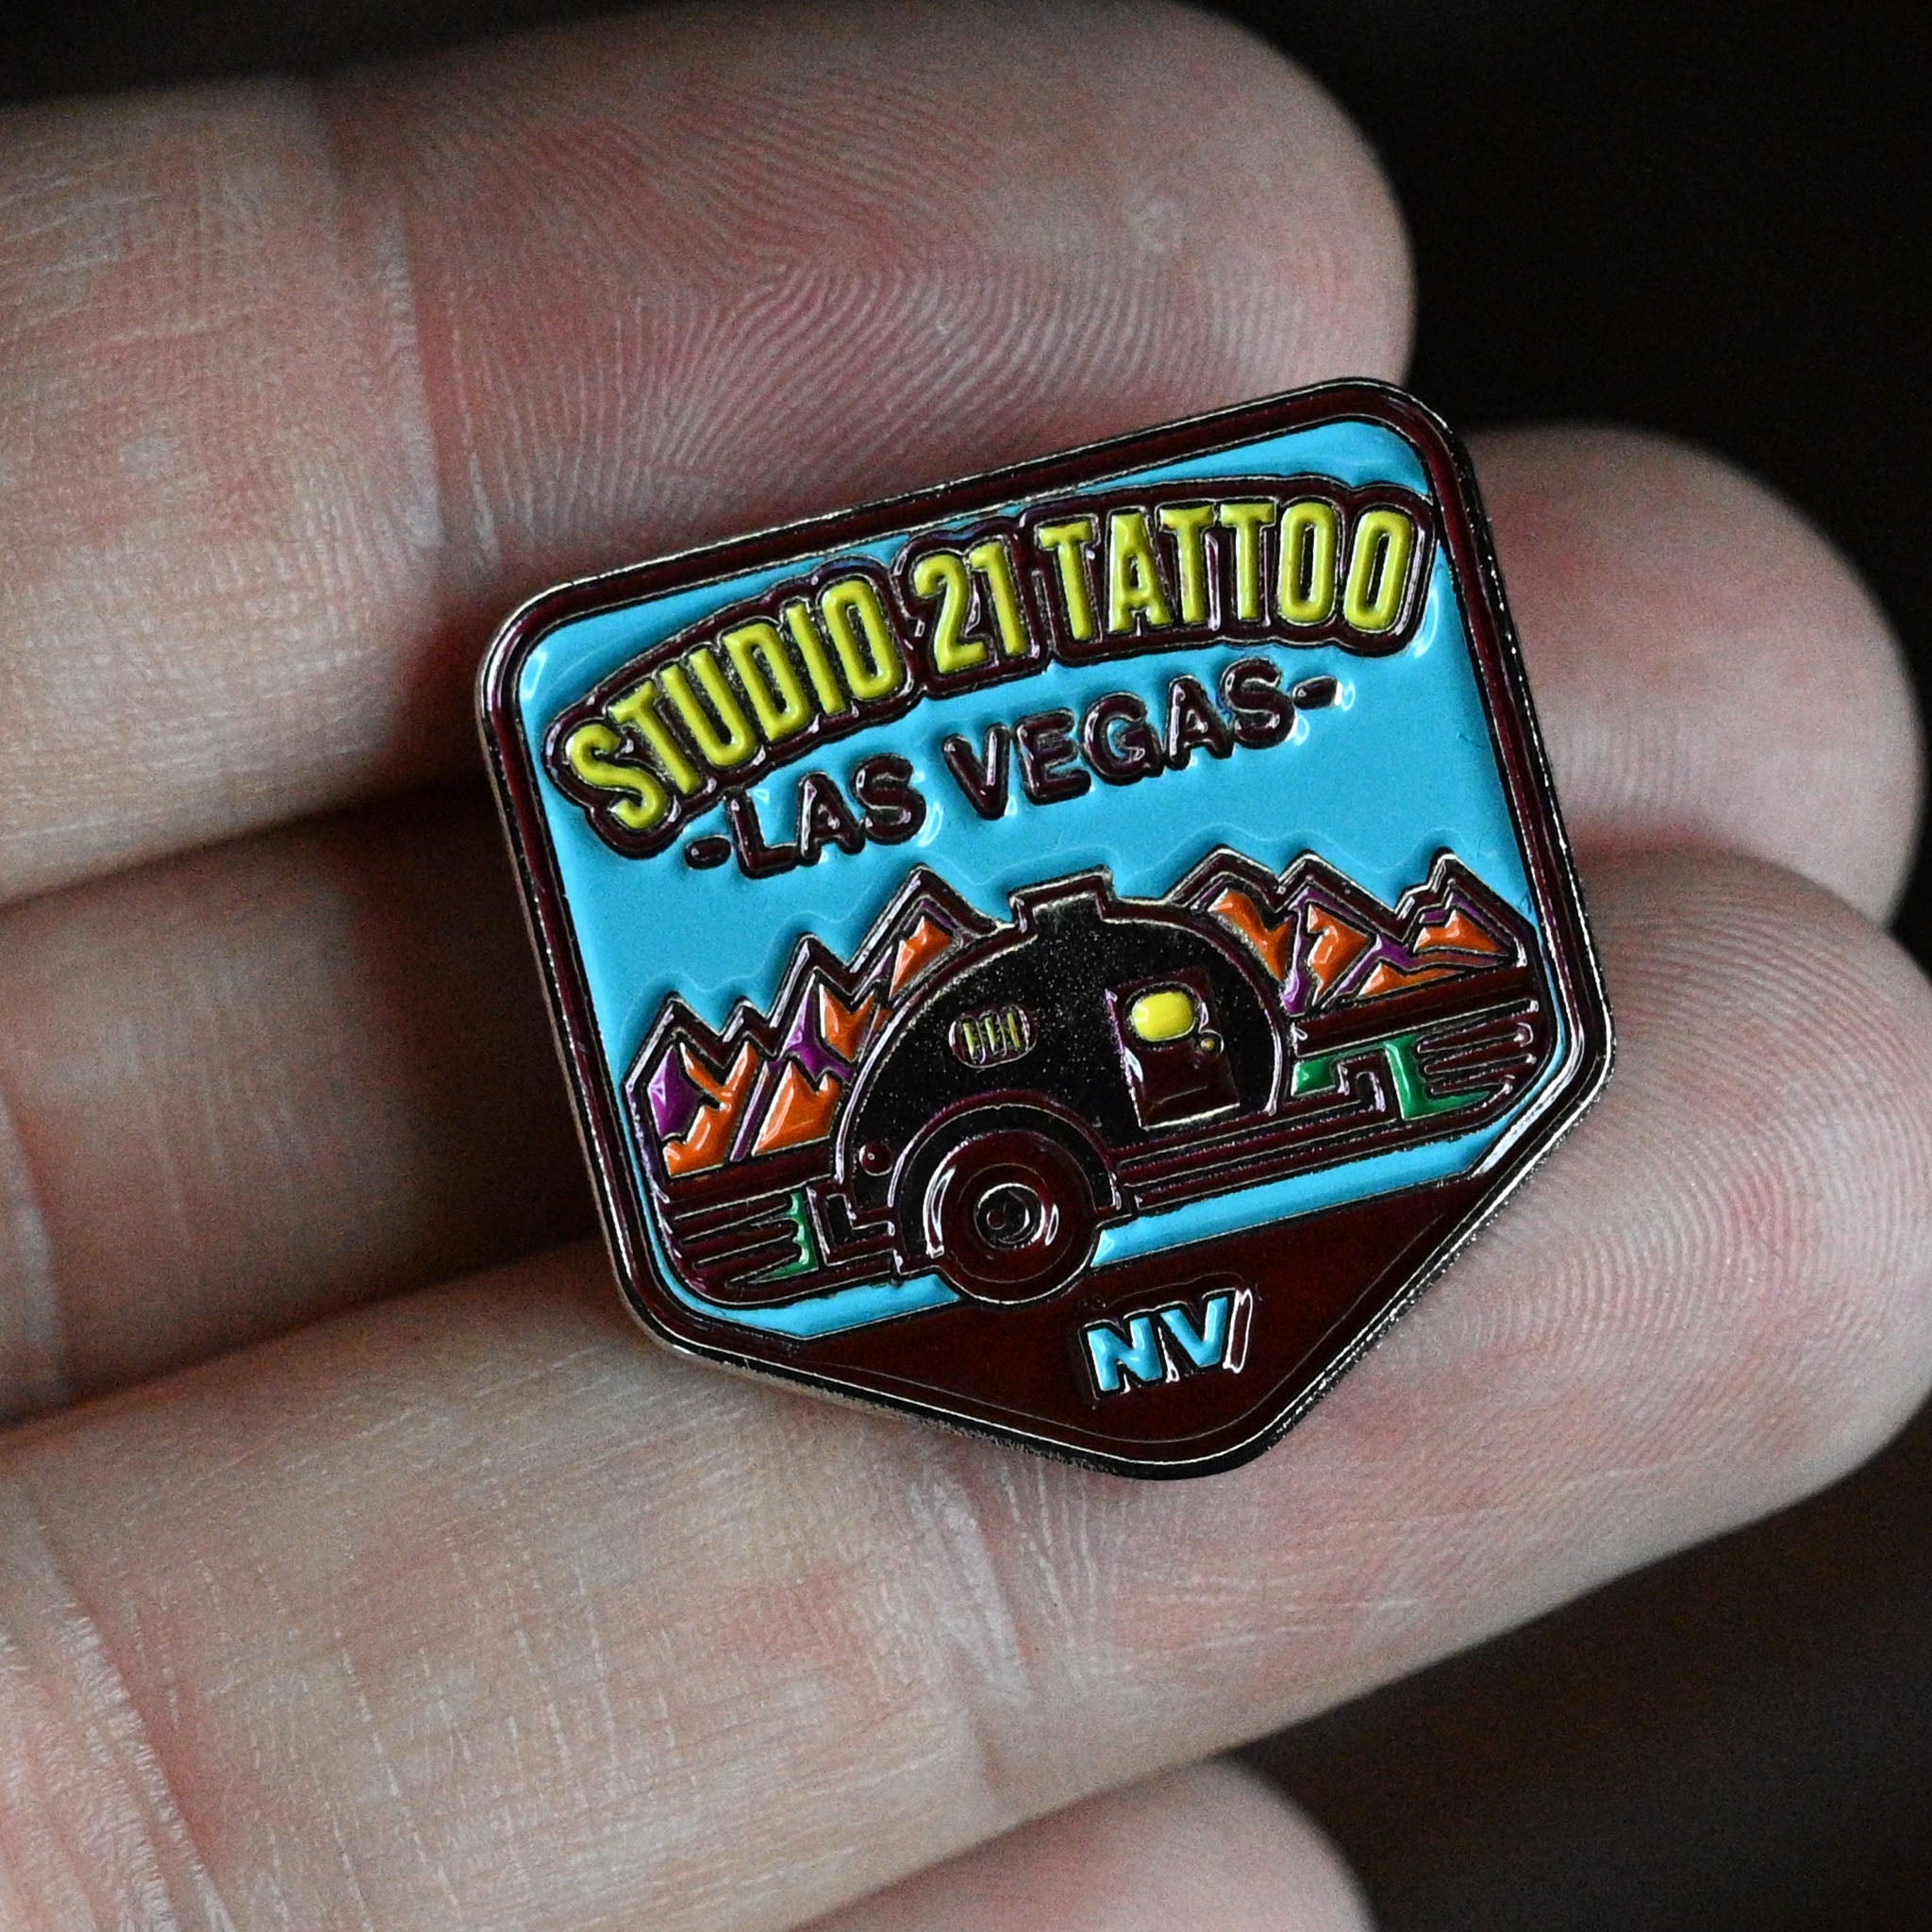 STUDIO 21 TATTOO
-LAS VEGAS-
NV